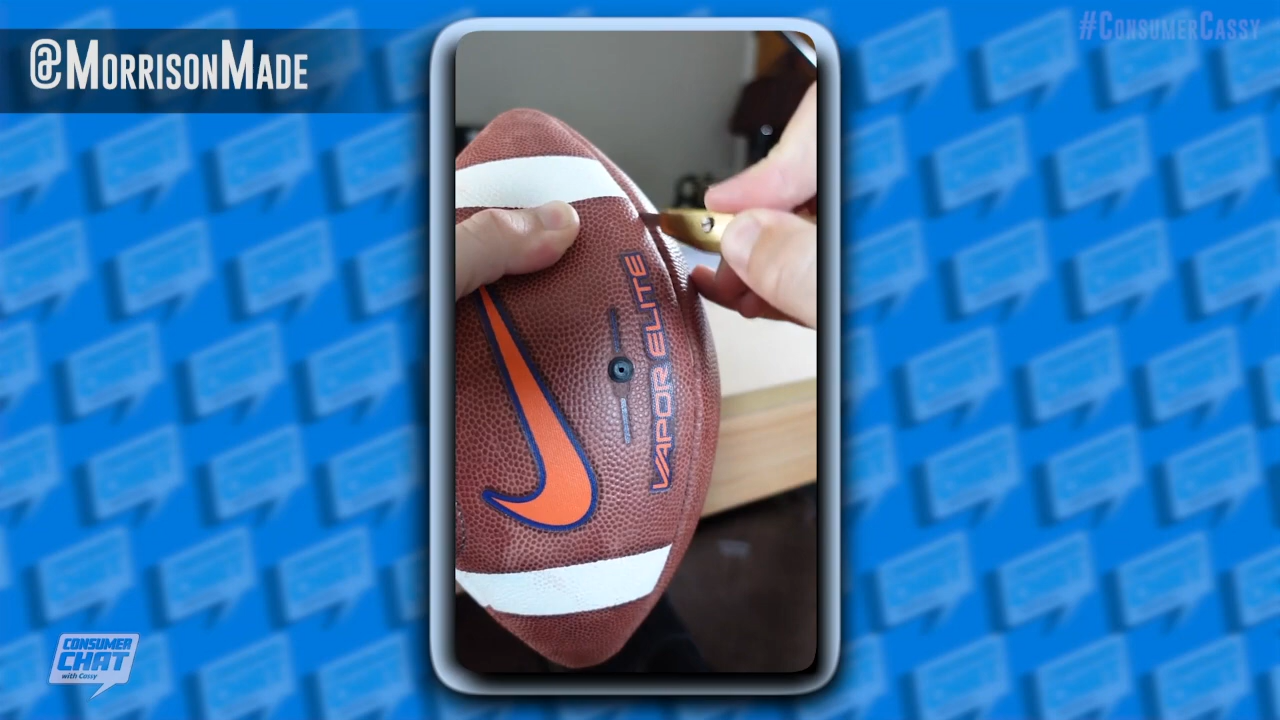 @MorrisonMade
#ConsumerCassy
VAPOR ELITE
CONSUMER
CHAT
with Cassy